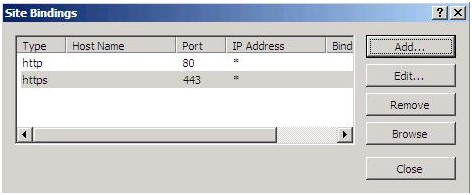 Site Bindings
Type Host Name Port IP Address Bind
http 80 *
https 443 *
Add...
Edit...
Remove
Browse
Close